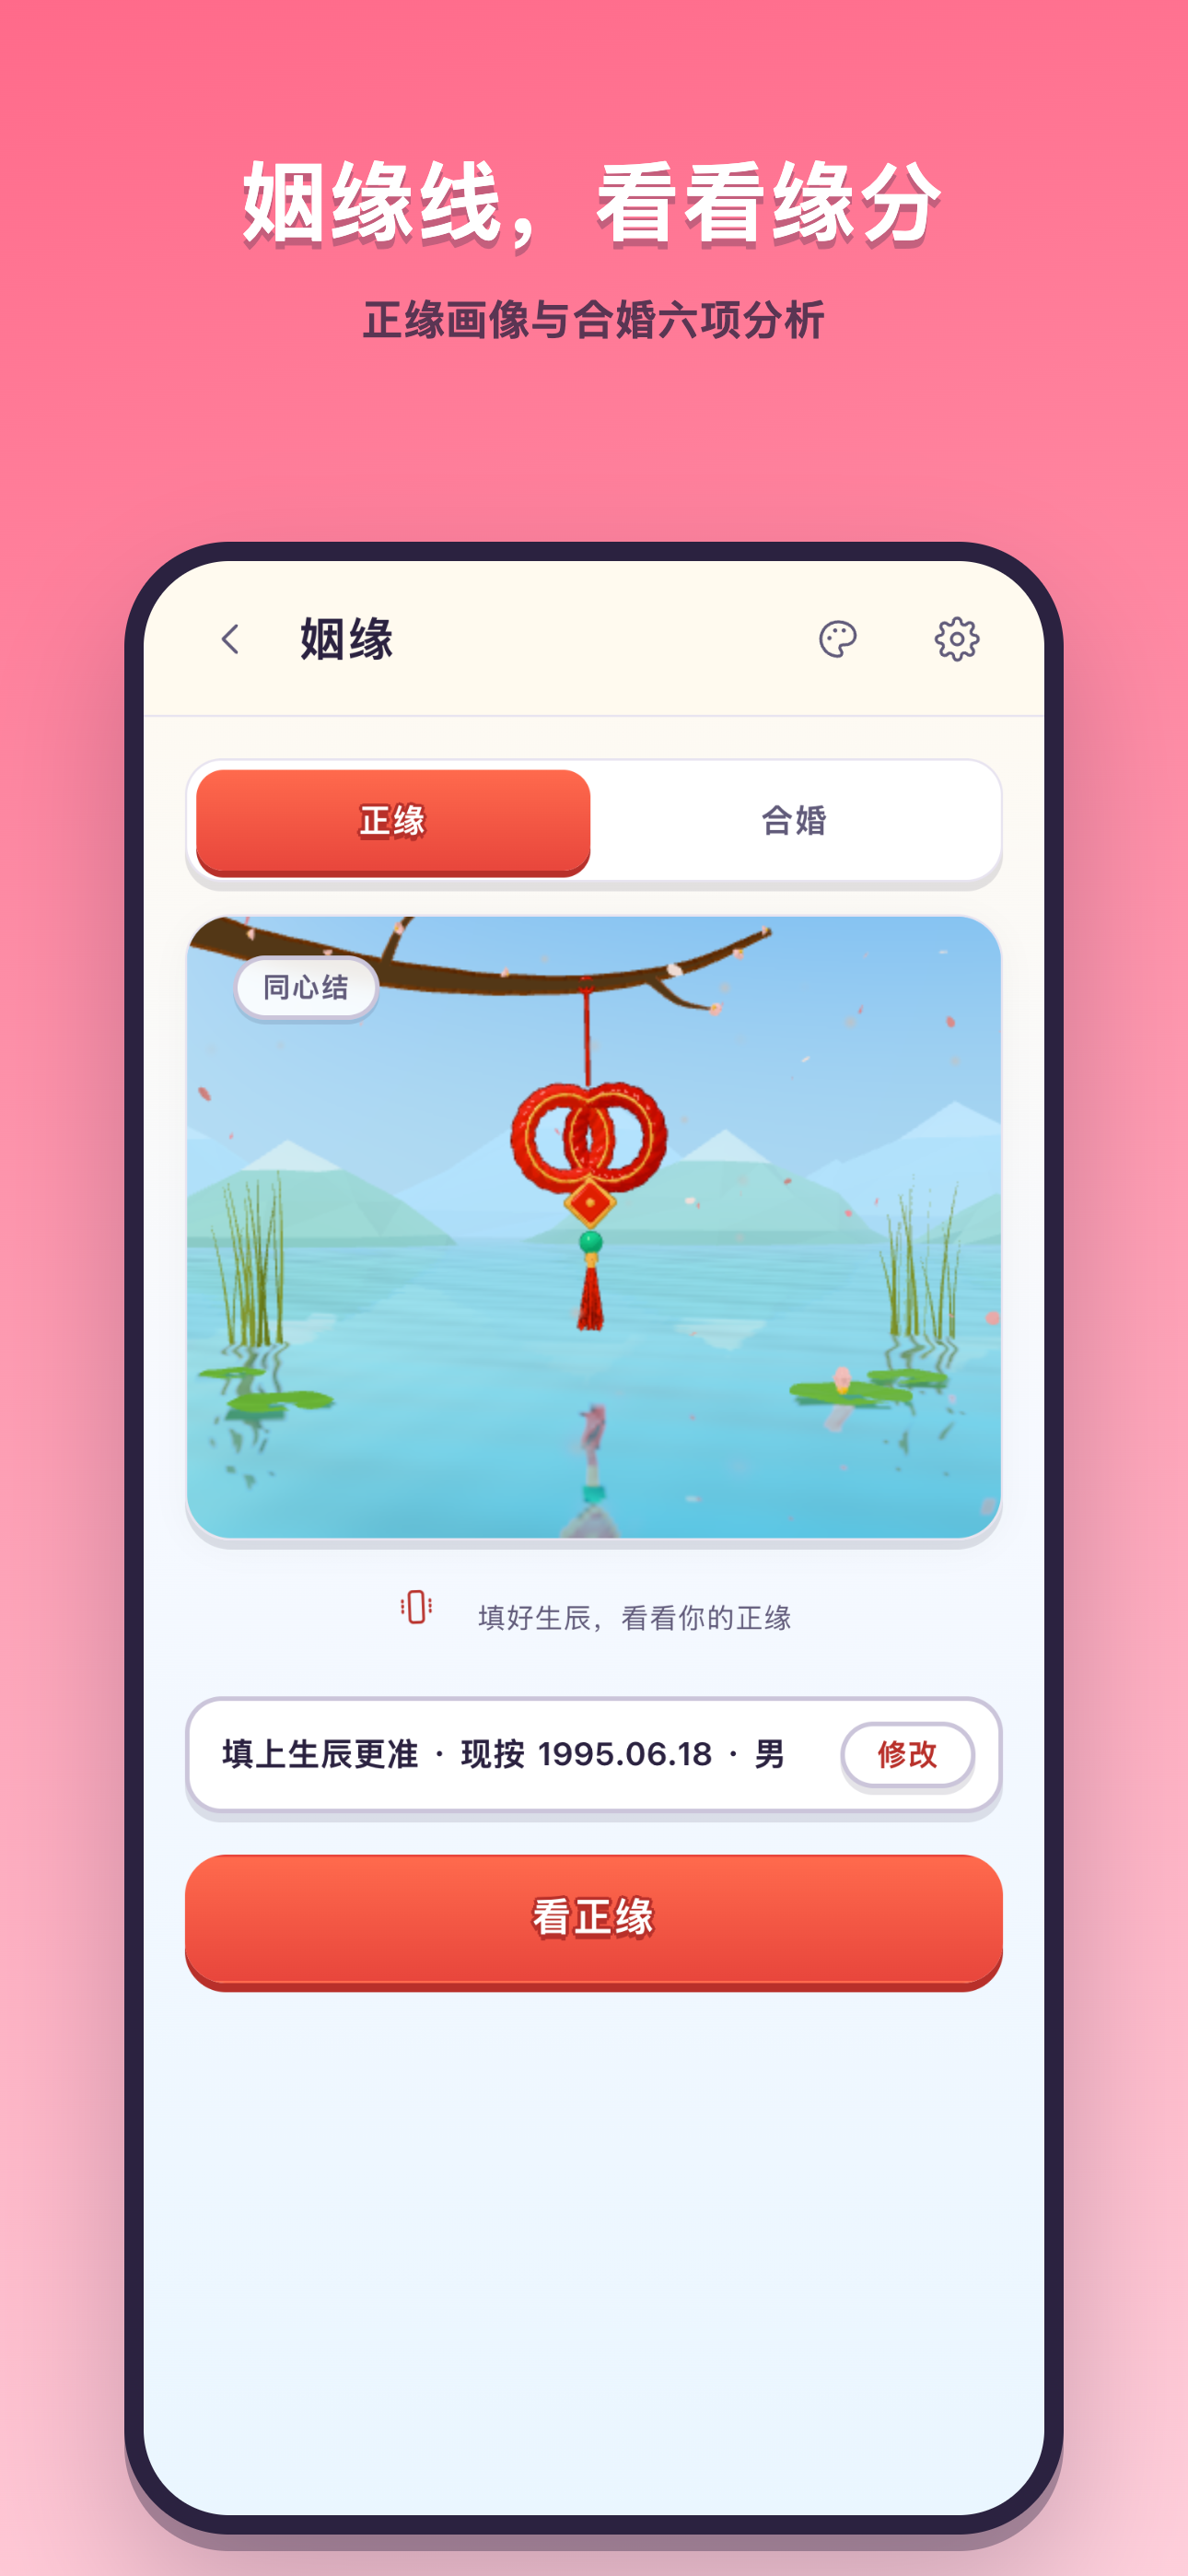 姻缘线，看看缘分
正缘画像与合婚六项分析
姻缘
正缘
合婚
同心结
填好生辰，看看你的正缘
填上生辰更准 · 现按 1995.06.18 · 男
修改
看正缘